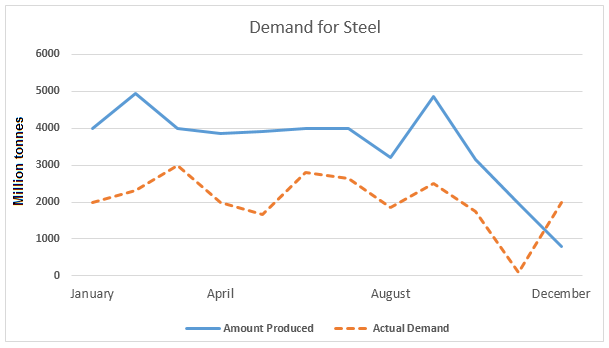 Demand for Steel
Million tonnes
6000
5000
4000
3000
2000
1000
0
January April August December
Amount Produced Actual Demand